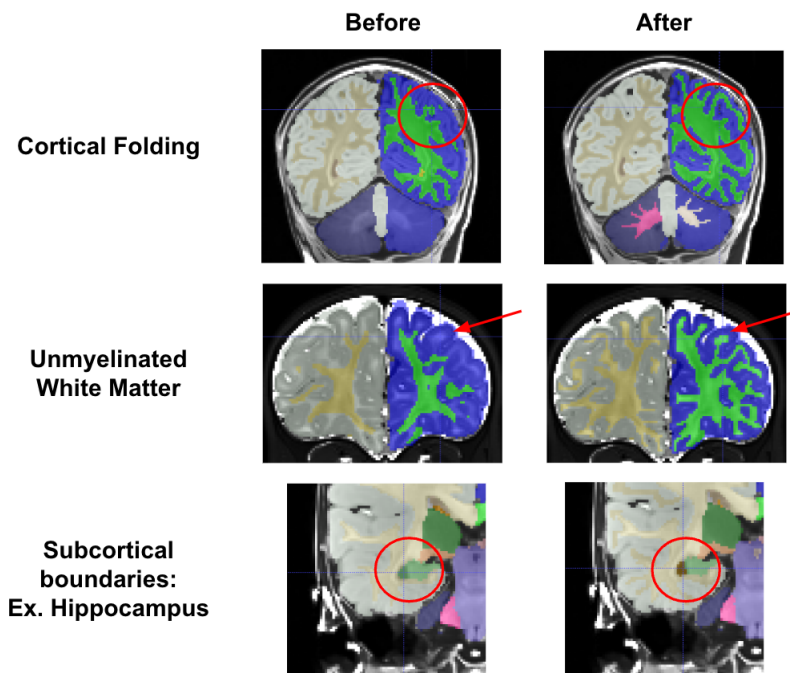 Before
After
Cortical Folding
Unmyelinated
White Matter
Subcortical
boundaries:
Ex. Hippocampus